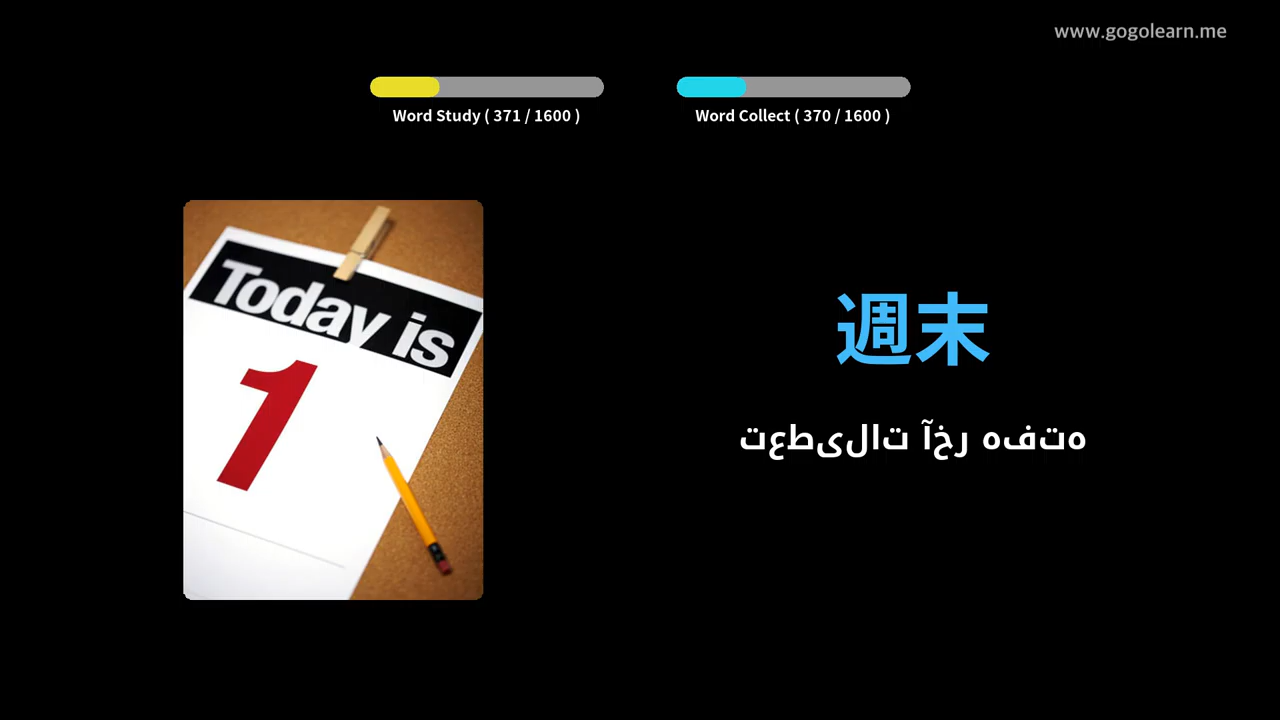 www.gogolearn.me
Word Study ( 371 / 1600 )
Word Collect ( 370 / 1600 )
Today is
1
週末
تعطیلات آخر هفته